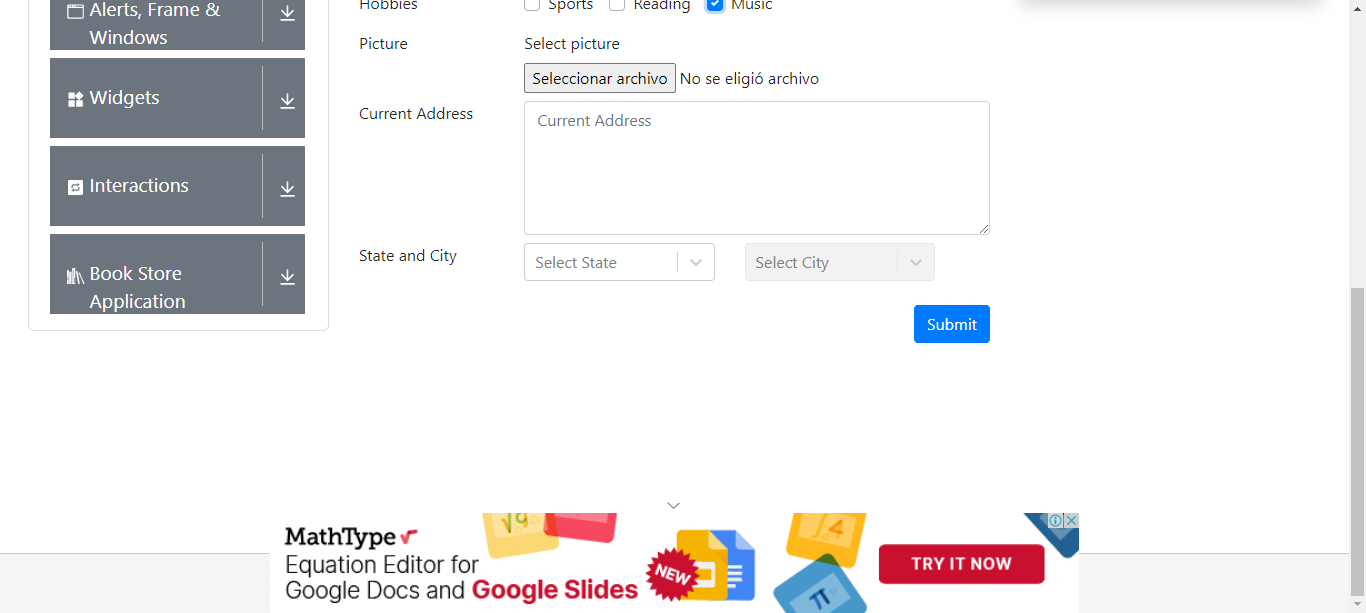 Alerts, Frame &
Windows
Widgets
Interactions
Book Store
Application
Hobbies
Sports Reading Music
Picture
Select picture
Seleccionar archivo No se eligió archivo
Current Address
Current Address
State and City
Select State
Select City
Submit
MathType
Equation Editor for
Google Docs and Google Slides
NEW
√9
√4
π
TRY IT NOW